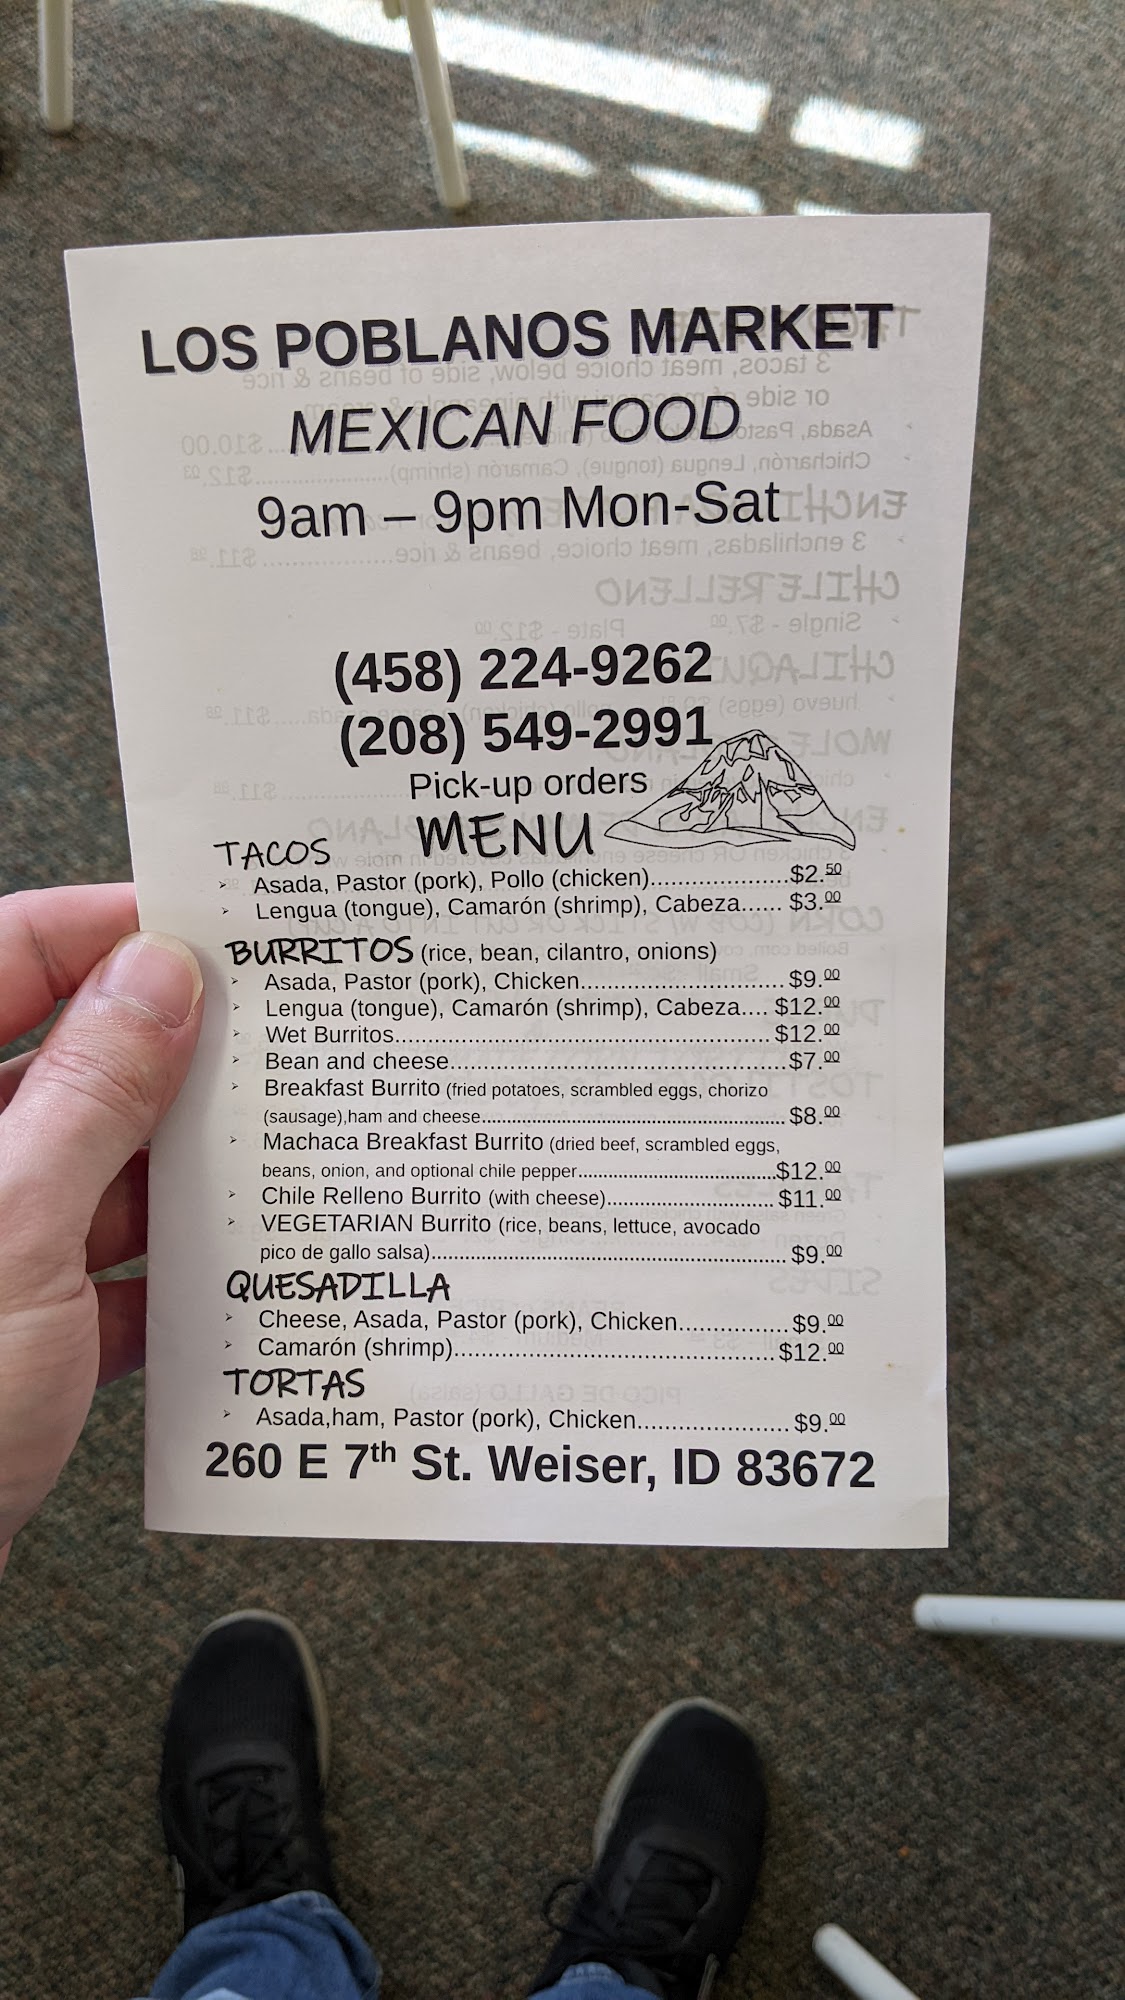 LOS POBLANOS MARKET
MEXICAN FOOD
9am – 9pm Mon-Sat
(458) 224-9262
(208) 549-2991
Pick-up orders
MENU
TACOS
Asada, Pastor (pork), Pollo (chicken)......................$2.50
Lengua (tongue), Camarón (shrimp), Cabeza...... $3.00
BURRITOS (rice, bean, cilantro, onions)
Asada, Pastor (pork), Chicken................................ $9.00
Lengua (tongue), Camarón (shrimp), Cabeza.... $12.00
Wet Burritos.......................................................... $12.00
Bean and cheese....................................................$7.00
Breakfast Burrito (fried potatoes, scrambled eggs, chorizo
(sausage),ham and cheese............................................................. $8.00
Machaca Breakfast Burrito (dried beef, scrambled eggs,
beans, onion, and optional chile pepper........................................$12.00
Chile Relleno Burrito (with cheese)......................... $11.00
VEGETARIAN Burrito (rice, beans, lettuce, avocado
pico de gallo salsa)........................................................... $9.00
QUESADILLA
Cheese, Asada, Pastor (pork), Chicken.................$9.00
Camarón (shrimp).................................................$12.00
TORTAS
Asada,ham, Pastor (pork), Chicken........................ $9.00
260 E 7th St. Weiser, ID 83672